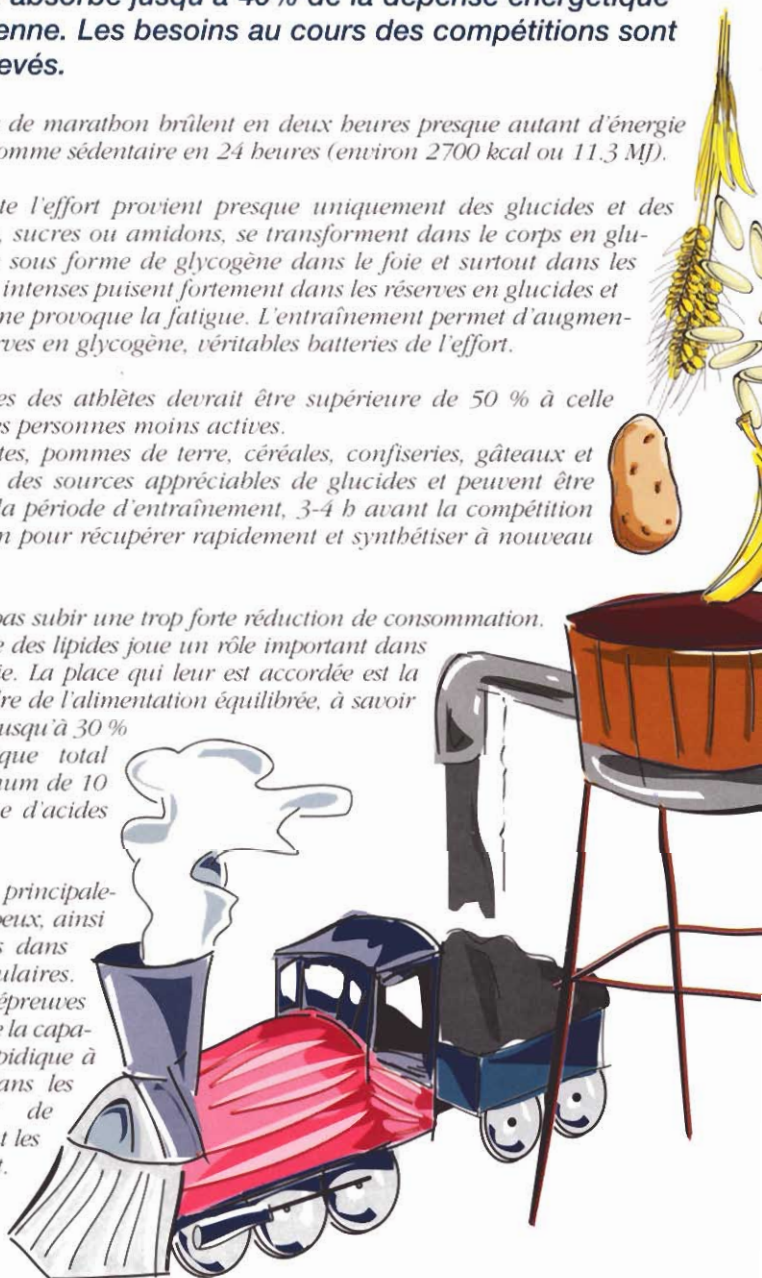 absorbe jusqu'à 40% de la dépense énergétique
enne. Les besoins au cours des compétitions sont
evés.
de marathon brûlent en deux heures presque autant d'énergie
omme sédentaire en 24 heures (environ 2700 kcal ou 11.3 MJ).
te l'effort provient presque uniquement des glucides et des
, sucres ou amidons, se transforment dans le corps en glu-
sous forme de glycogène dans le foie et surtout dans les
intenses puisent fortement dans les réserves en glucides et
ne provoque la fatigue. L'entraînement permet d'augmen-
rves en glycogène, véritables batteries de l'effort.
es des athlètes devrait être supérieure de 50 % à celle
es personnes moins actives.
tes, pommes de terre, céréales, confiseries, gâteaux et
des sources appréciables de glucides et peuvent être
la période d'entraînement, 3-4 h avant la compétition
n pour récupérer rapidement et synthétiser à nouveau
pas subir une trop forte réduction de consommation.
e des lipides joue un rôle important dans
ie. La place qui leur est accordée est la
dre de l'alimentation équilibrée, à savoir
jusqu'à 30 %
que total
num de 10
e d'acides
principale-
peux, ainsi
s dans
ulaires.
épreuves
e la capa-
pidique à
ans les
de
t les
t.